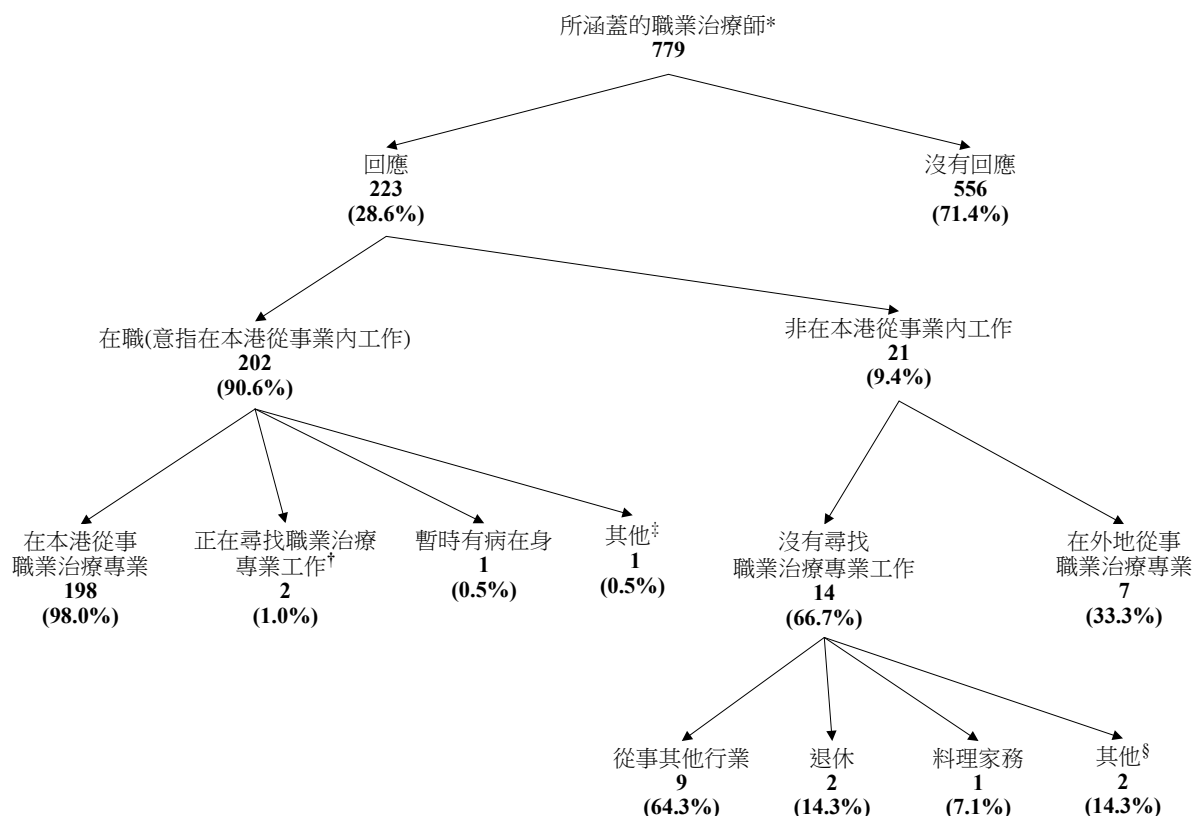 所涵蓋的職業治療師*
779
回應
223
(28.6%)
沒有回應
556
(71.4%)
在職(意指在本港從事業內工作)
202
(90.6%)
非在本港從事業內工作
21
(9.4%)
在本港從事
職業治療專業
198
(98.0%)
正在尋找職業治療
專業工作†
2
(1.0%)
暫時有病在身
1
(0.5%)
其他‡
1
(0.5%)
沒有尋找
職業治療專業工作
14
(66.7%)
在外地從事
職業治療專業
7
(33.3%)
從事其他行業
9
(64.3%)
退休
2
(14.3%)
料理家務
1
(7.1%)
其他§
2
(14.3%)